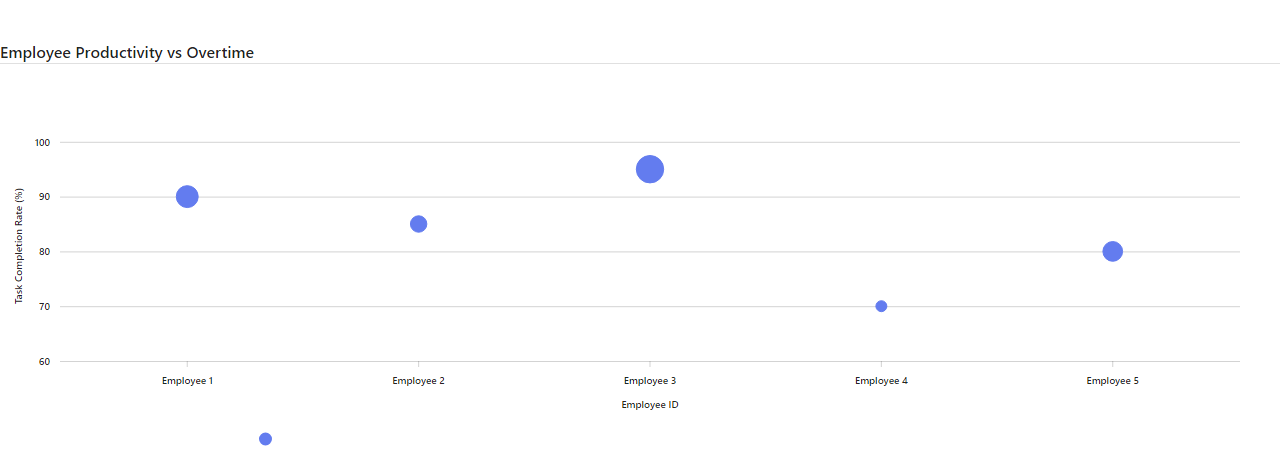 Employee Productivity vs Overtime
Task Completion Rate (%)
100
90
80
70
60
Employee 1
Employee 2
Employee 3
Employee 4
Employee 5
Employee ID